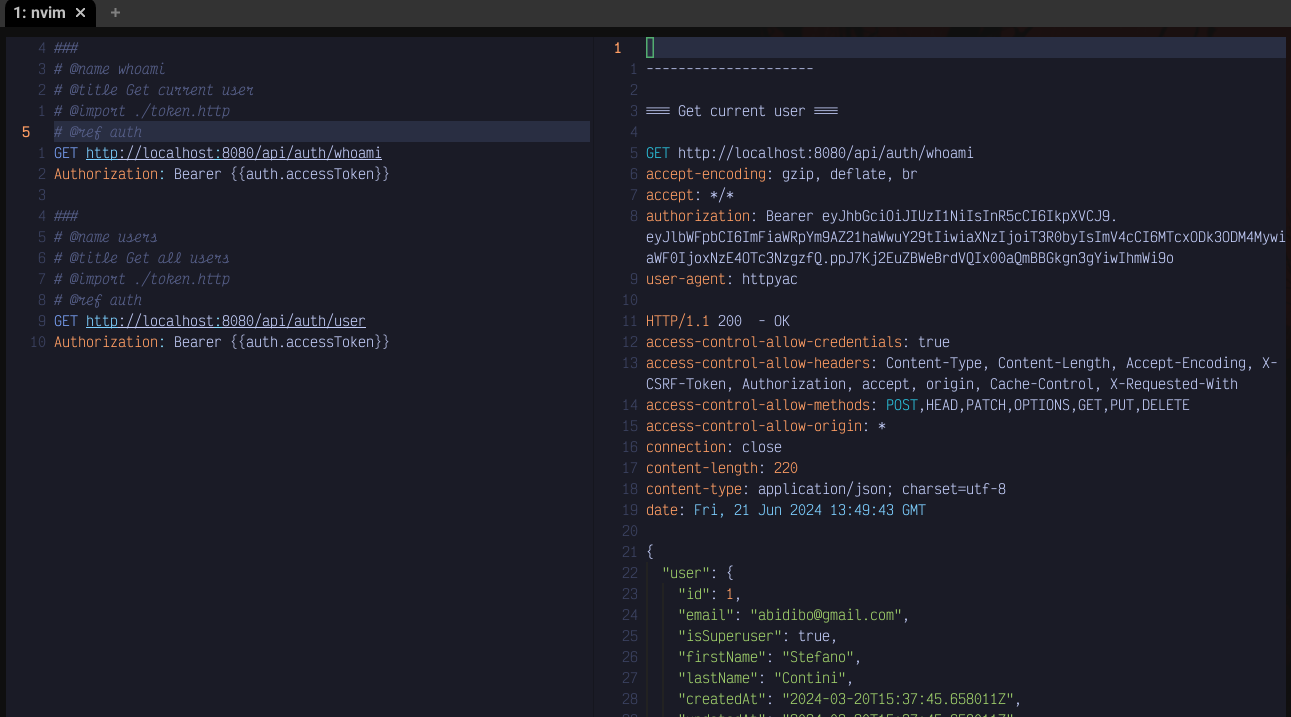 1: nvim ✕ +
4 ###
3 # @name whoami
2 # @title Get current user
1 # @import ./token.http
5 # @ref auth
1 GET http://localhost:8080/api/auth/whoami
2 Authorization: Bearer {{auth.accessToken}}
3
4 ###
5 # @name users
6 # @title Get all users
7 # @import ./token.http
8 # @ref auth
9 GET http://localhost:8080/api/auth/user
10 Authorization: Bearer {{auth.accessToken}}
1
1 ---------------------
2
3 === Get current user ===
4
5 GET http://localhost:8080/api/auth/whoami
6 accept-encoding: gzip, deflate, br
7 accept: */*
8 authorization: Bearer eyJhbGciOiJIUzI1NiIsInR5cCI6IkpXVCJ9.
eyJlbWFpbCI6ImFiaWRpYm9AZ21haWwuY29tIiwiaXNzIjoiT3R0byIsImV4cCI6MTcxODk3ODM4Mywi
aWF0IjoxNzE4OTc3NzgzfQ.ppJ7Kj2EuZBWeBrdVQIx00aQmBBGkgn3gYiwIhmWi9o
9 user-agent: httpyac
10
11 HTTP/1.1 200  - OK
12 access-control-allow-credentials: true
13 access-control-allow-headers: Content-Type, Content-Length, Accept-Encoding, X-
CSRF-Token, Authorization, accept, origin, Cache-Control, X-Requested-With
14 access-control-allow-methods: POST,HEAD,PATCH,OPTIONS,GET,PUT,DELETE
15 access-control-allow-origin: *
16 connection: close
17 content-length: 220
18 content-type: application/json; charset=utf-8
19 date: Fri, 21 Jun 2024 13:49:43 GMT
20
21 {
22 "user": {
23 "id": 1,
24 "email": "abidibo@gmail.com",
25 "isSuperuser": true,
26 "firstName": "Stefano",
27 "lastName": "Contini",
28 "createdAt": "2024-03-20T15:37:45.658011Z",